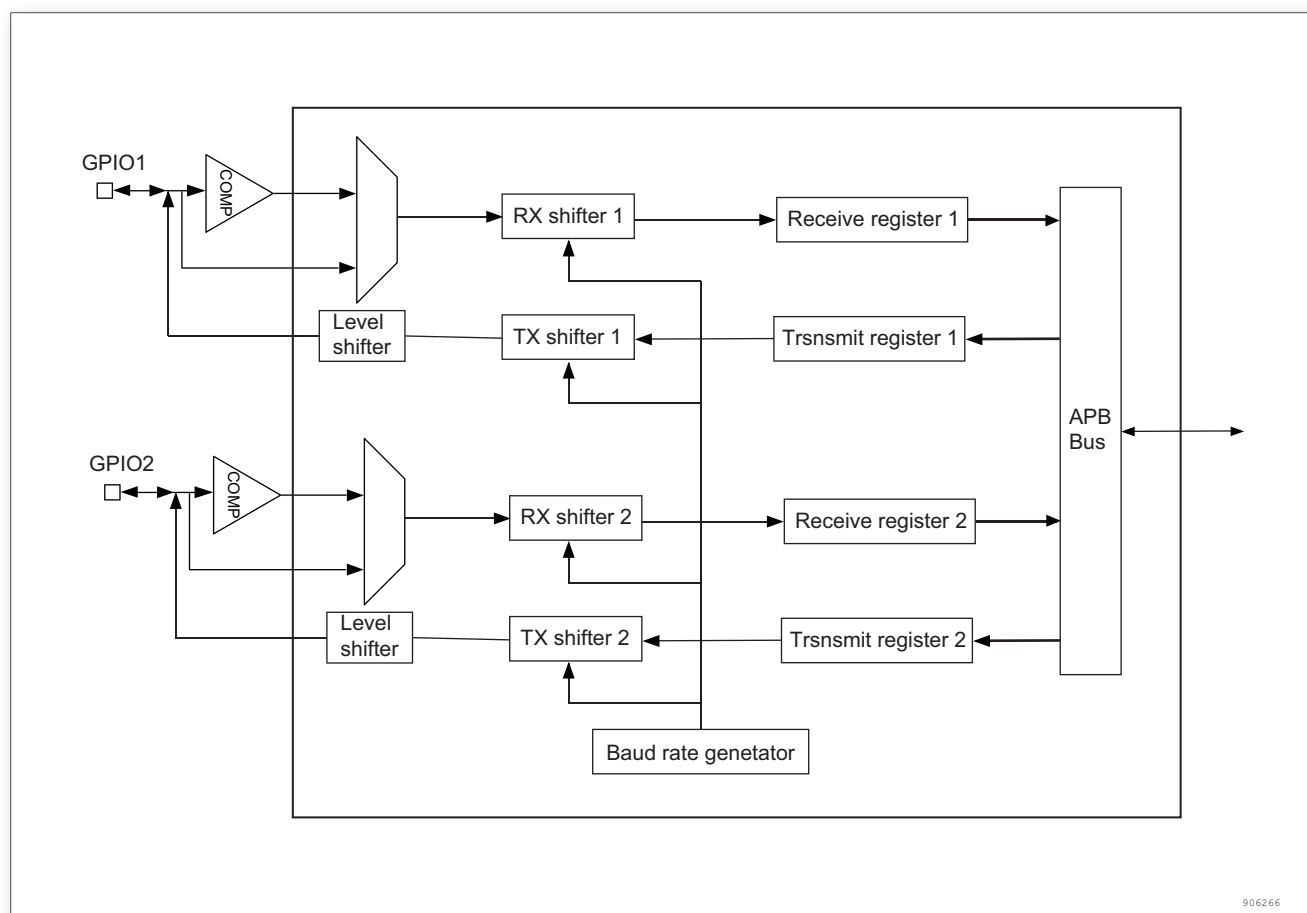 GPIO1
COMP
RX shifter 1
Receive register 1
Level
shifter
TX shifter 1
Trsnsmit register 1
APB
Bus
GPIO2
COMP
RX shifter 2
Receive register 2
Level
shifter
TX shifter 2
Trsnsmit register 2
Baud rate genetator
906266